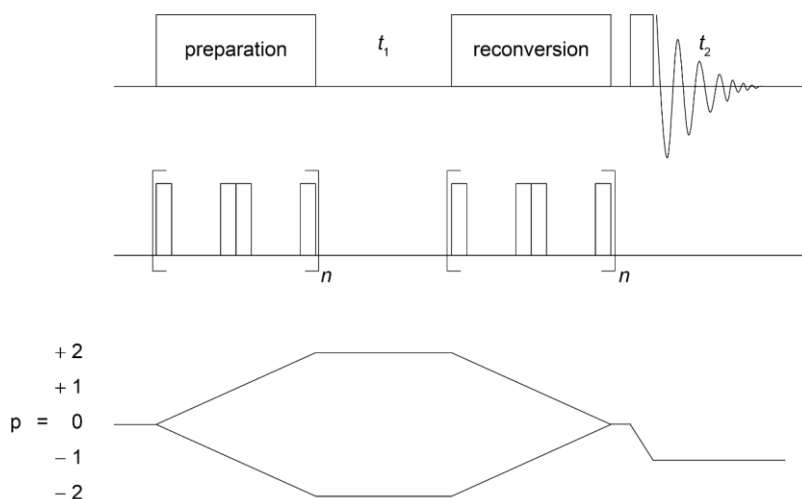 preparation t₁ reconversion t₂
n n
+ 2
+ 1
p = 0
− 1
− 2